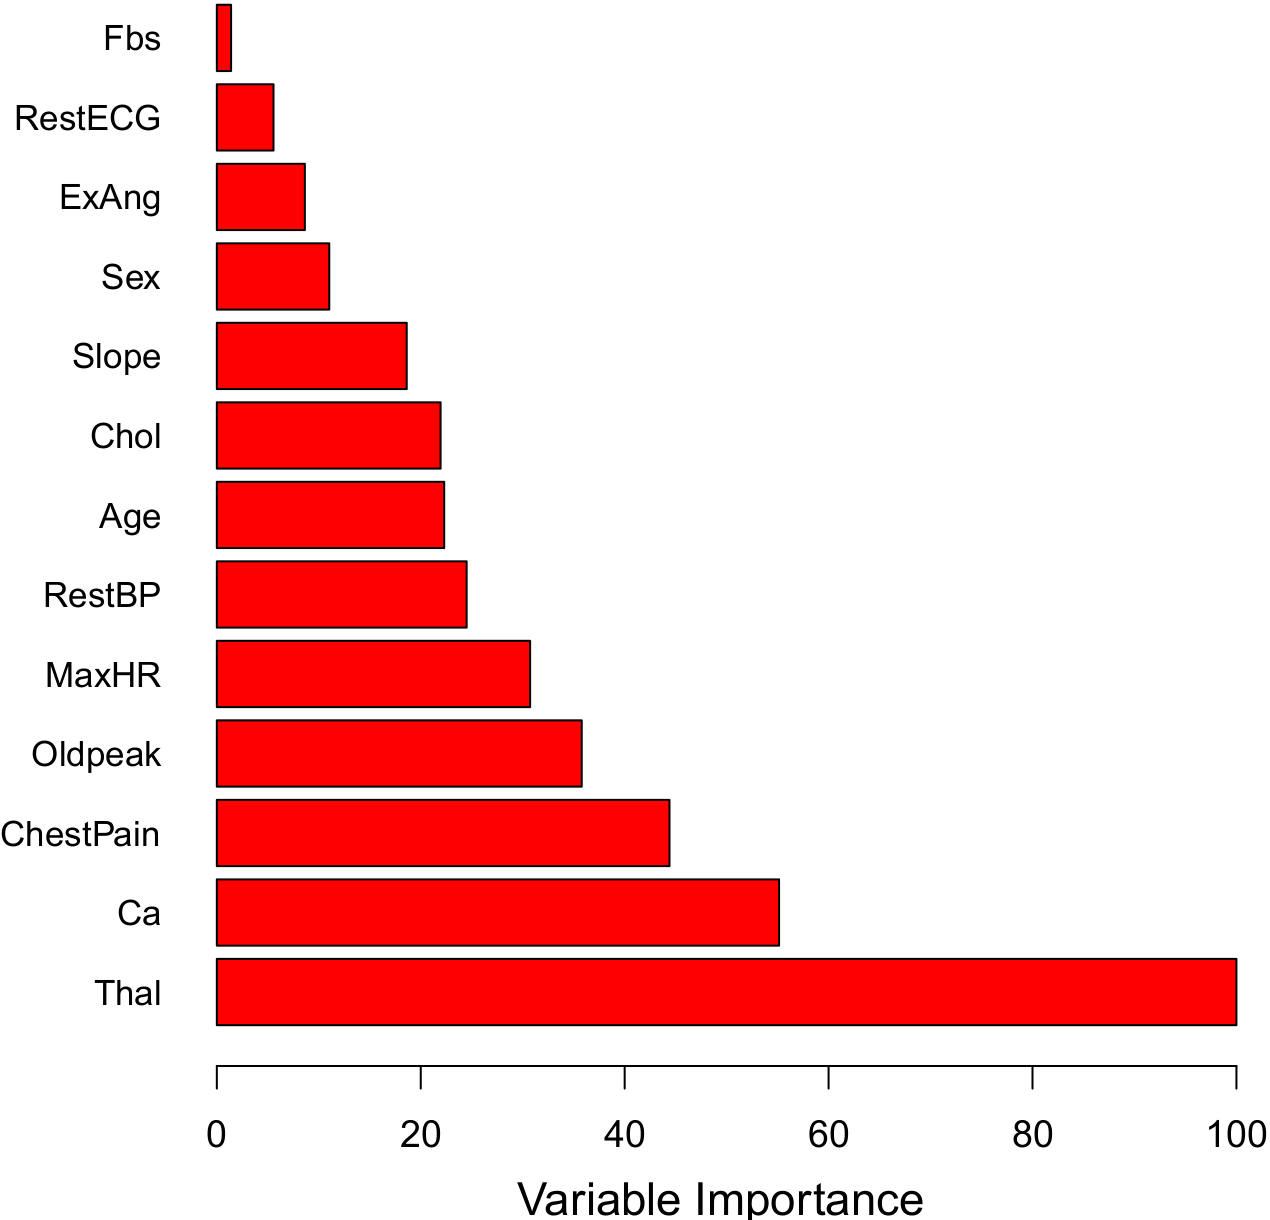 Fbs
RestECG
ExAng
Sex
Slope
Chol
Age
RestBP
MaxHR
Oldpeak
ChestPain
Ca
Thal
0 20 40 60 80 100
Variable Importance